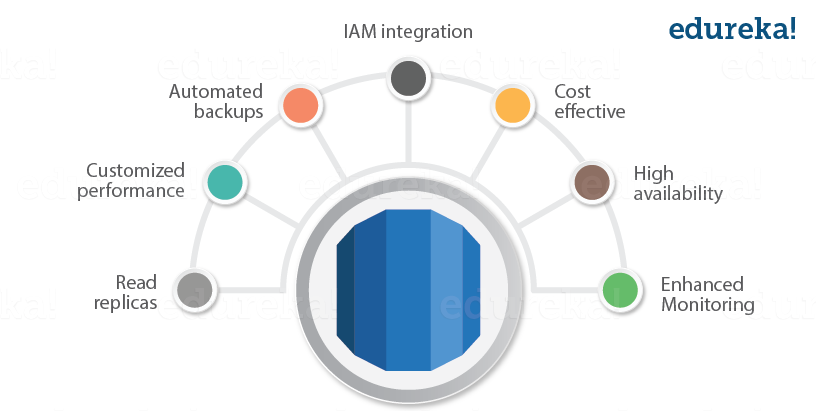 edureka!
IAM integration
Automated
backups
Cost
effective
Customized
performance
High
availability
Read
replicas
Enhanced
Monitoring